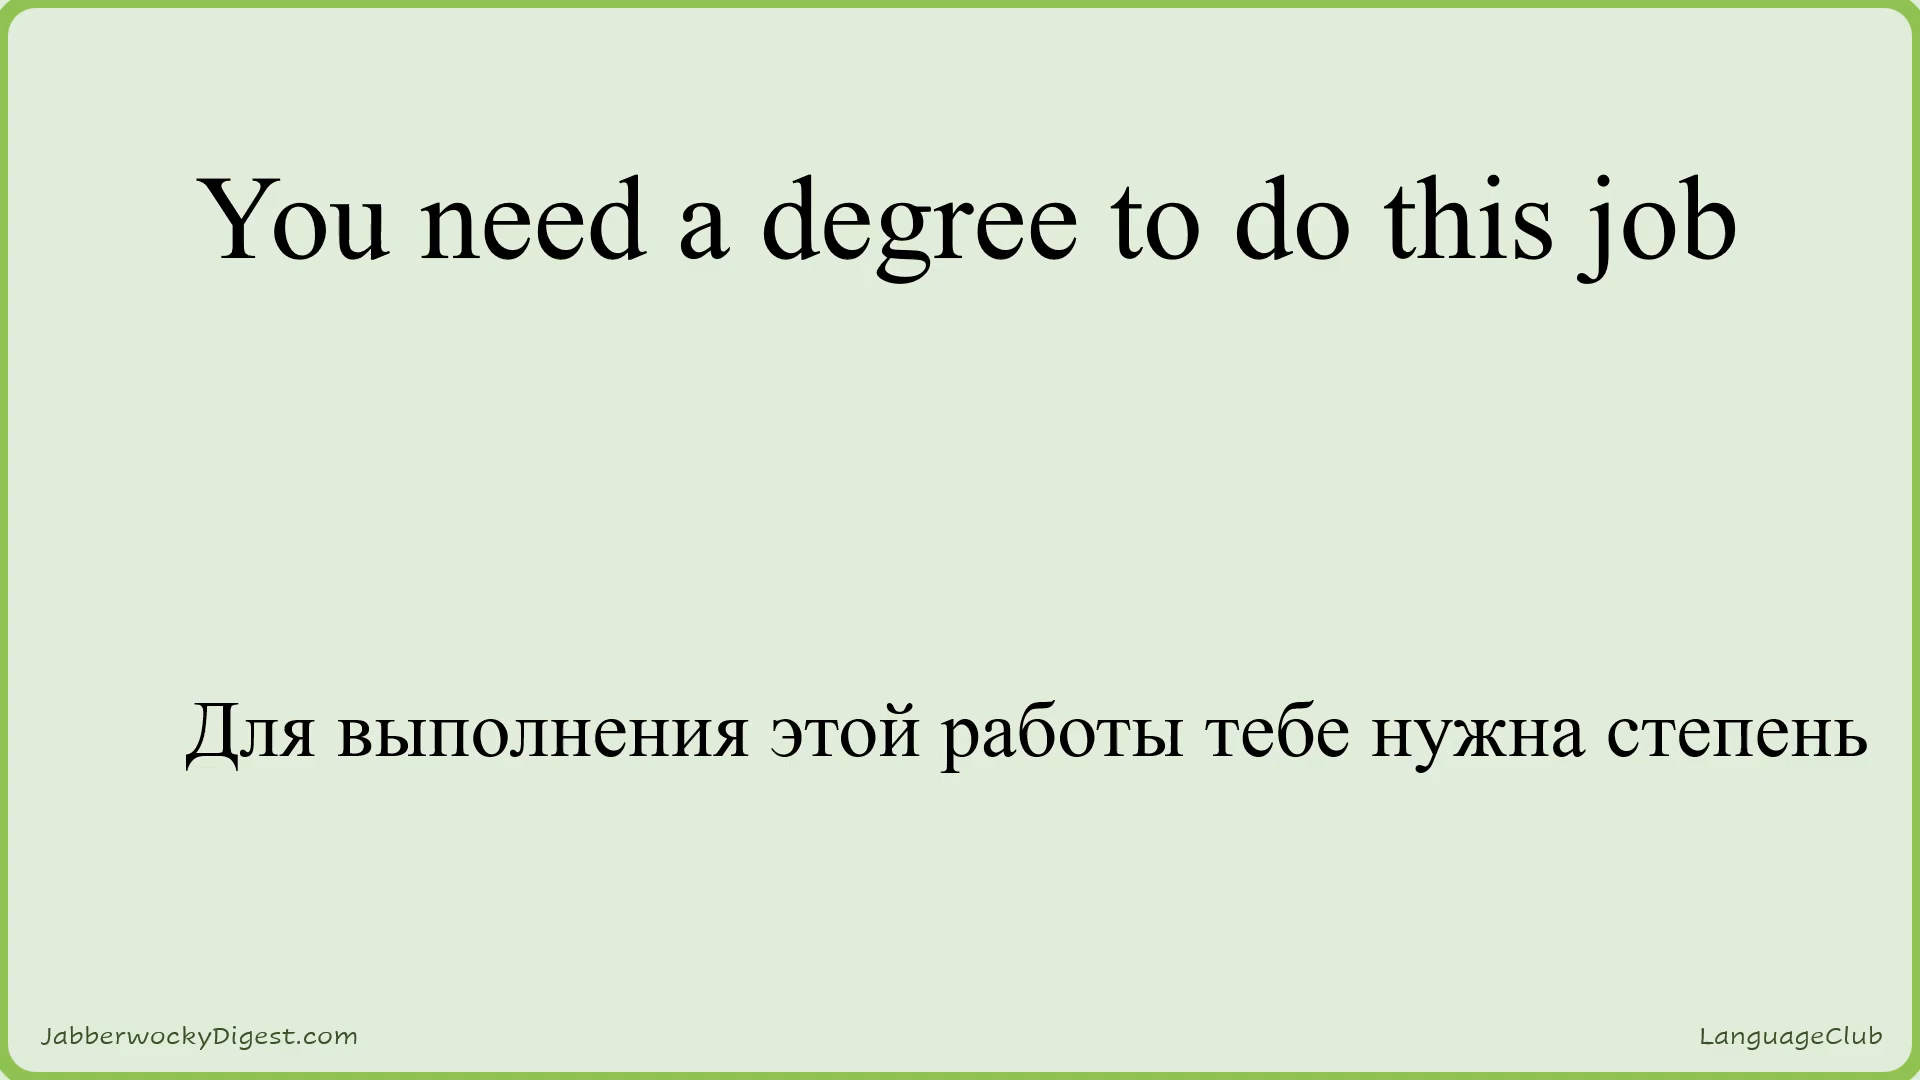 You need a degree to do this job
Для выполнения этой работы тебе нужна степень
JabberwockyDigest.com
LanguageClub